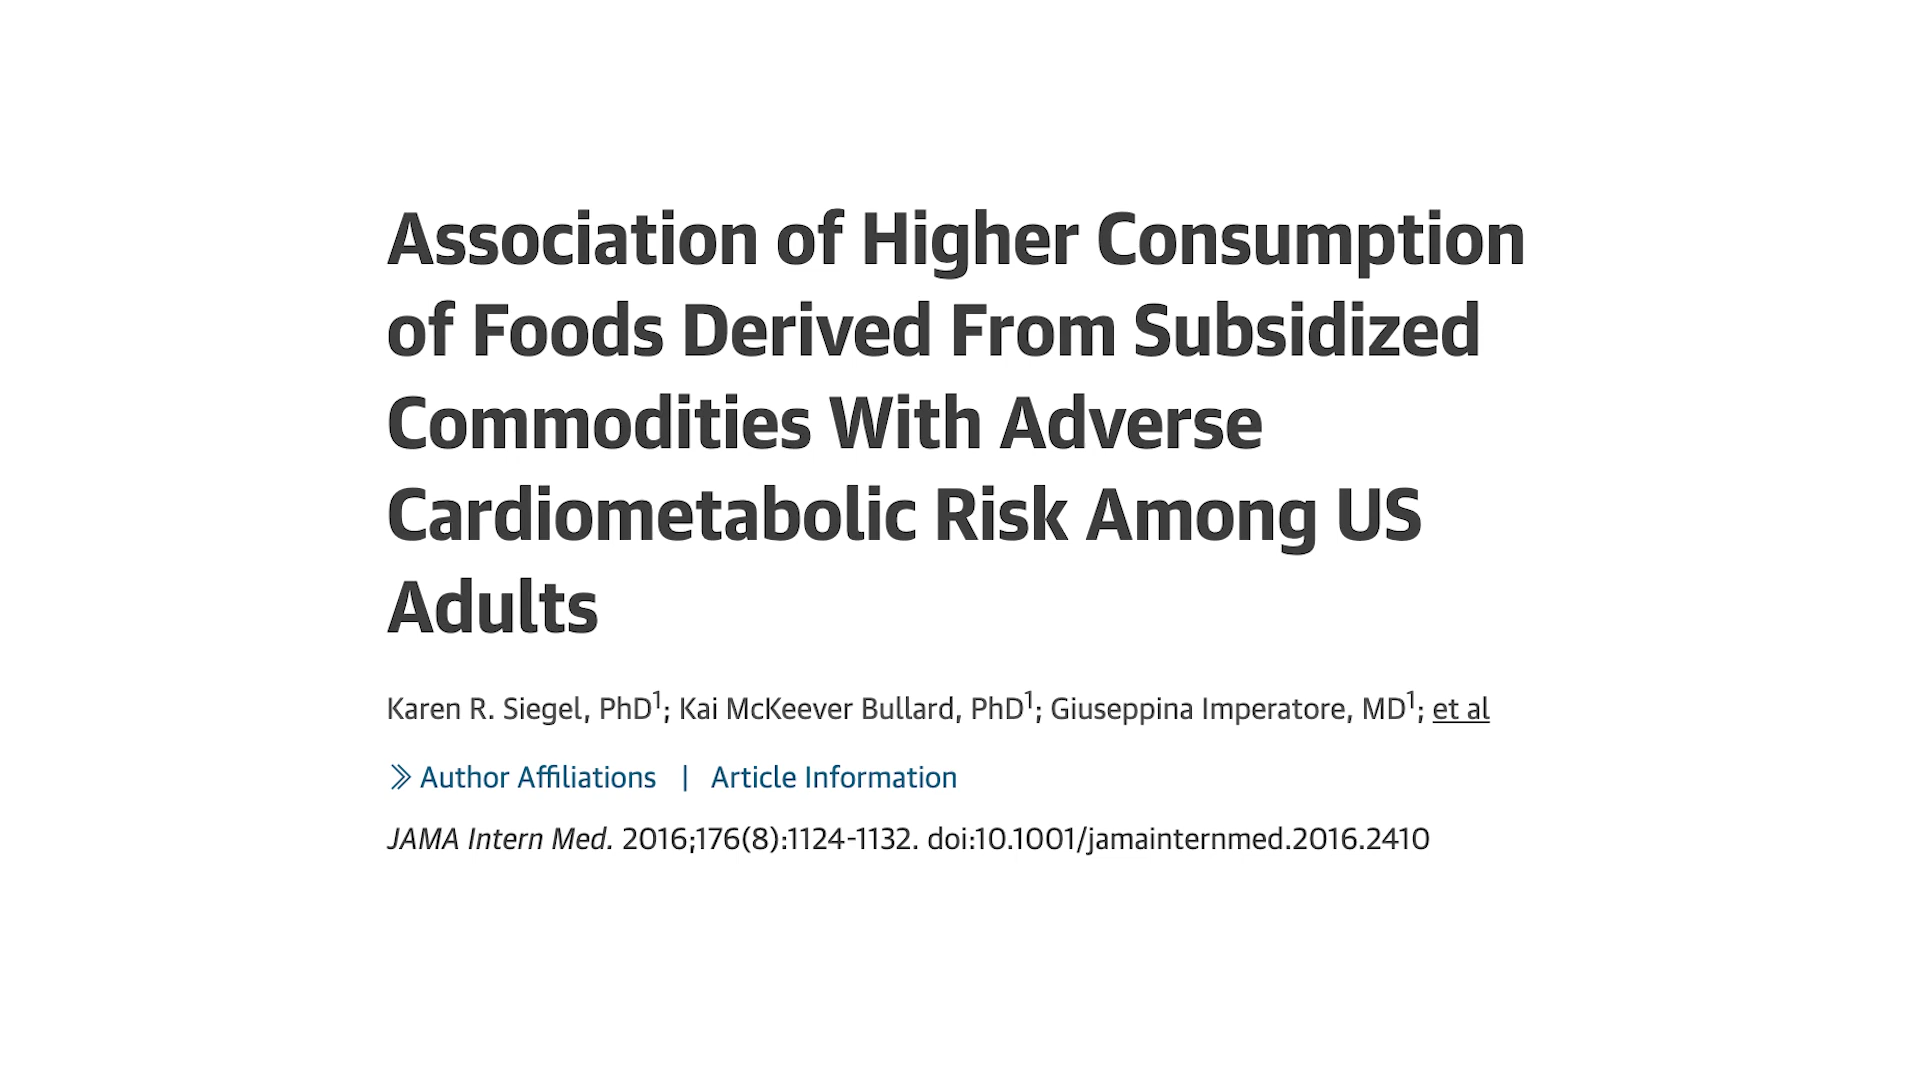 Association of Higher Consumption
of Foods Derived From Subsidized
Commodities With Adverse
Cardiometabolic Risk Among US
Adults
Karen R. Siegel, PhD1; Kai McKeever Bullard, PhD1; Giuseppina Imperatore, MD1; et al
Author Affiliations | Article Information
JAMA Intern Med. 2016;176(8):1124-1132. doi:10.1001/jamainternmed.2016.2410